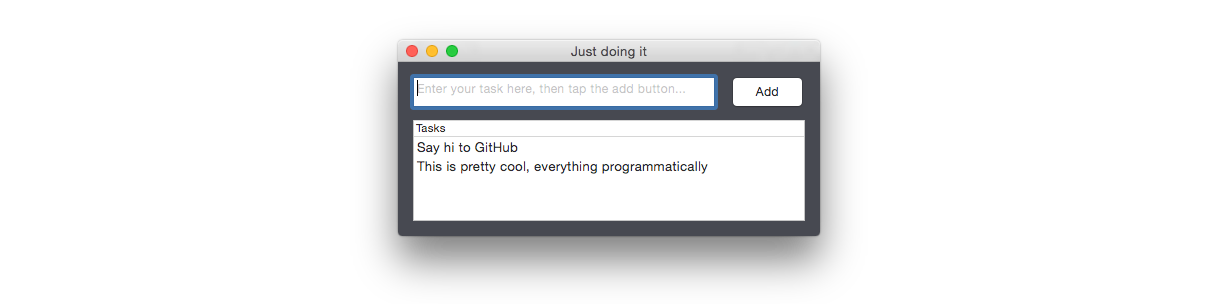 Just doing it
Enter your task here, then tap the add button...
Add
Tasks
Say hi to GitHub
This is pretty cool, everything programmatically